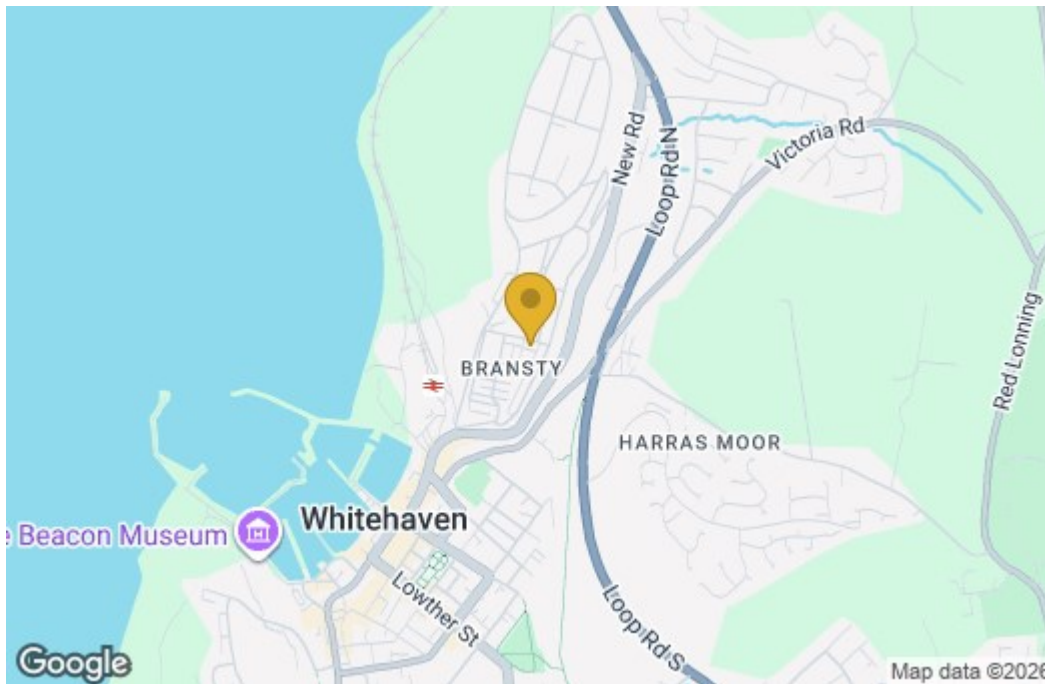 New Rd
Victoria Rd
Loop Rd N
Red Lonning
BRANSTY
HARRAS MOOR
Whitehaven
e Beacon Museum
Lowther St
Loop Rd S
Google
Map data ©2026